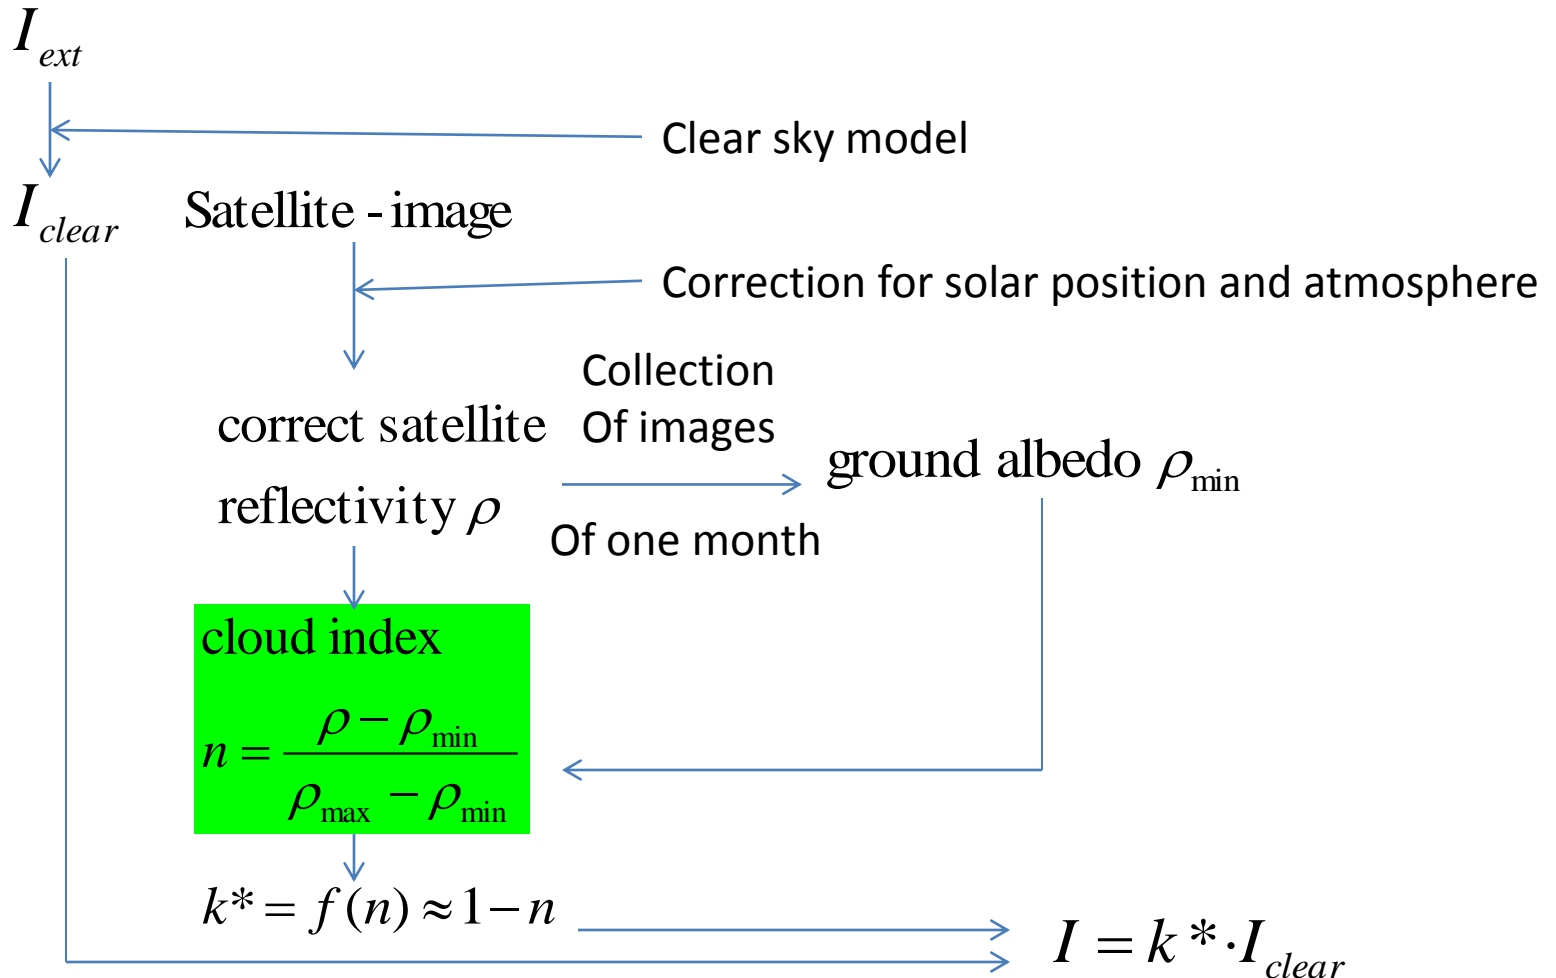 I_ext
Clear sky model
I_clear
Satellite - image
Correction for solar position and atmosphere
Collection
Of images
correct satellite
reflectivity ρ
ground albedo ρ_min
Of one month
cloud index
n = (ρ − ρ_min) / (ρ_max − ρ_min)
k* = f(n) ≈ 1 − n
I = k * · I_clear